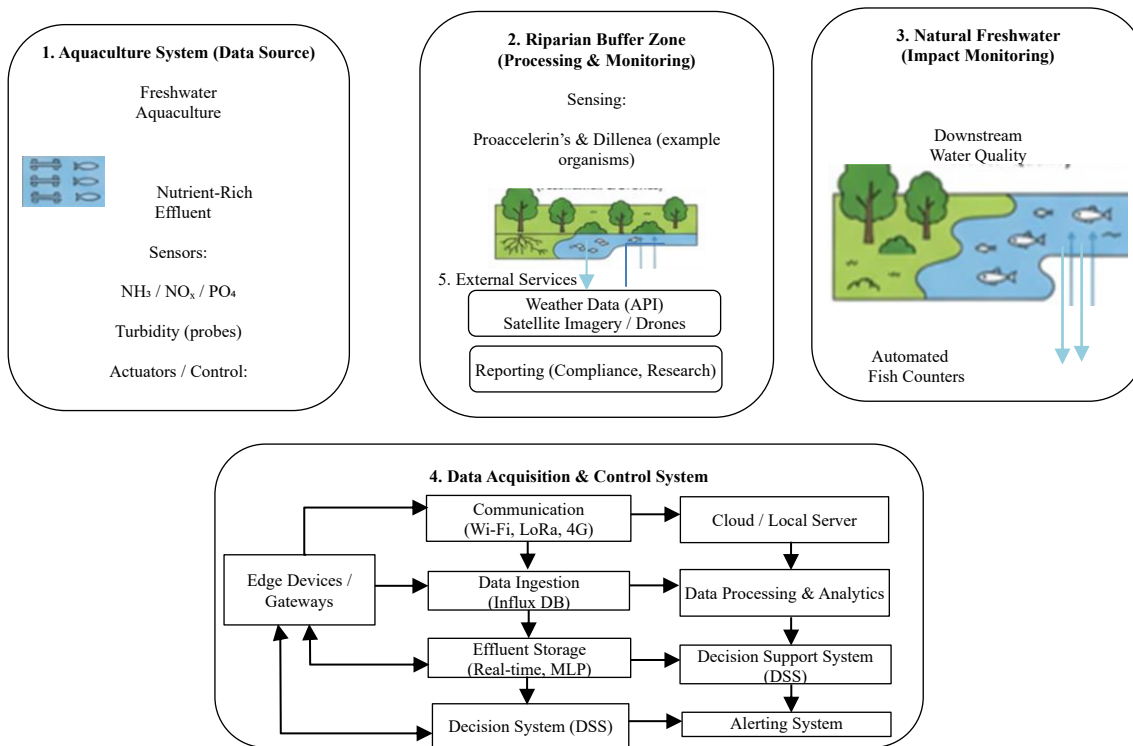 1. Aquaculture System (Data Source)
Freshwater
Aquaculture
Nutrient-Rich
Effluent
Sensors:
NH₃ / NOₓ / PO₄
Turbidity (probes)
Actuators / Control:
2. Riparian Buffer Zone
(Processing & Monitoring)
Sensing:
Proaccelerin’s & Dillenea (example
organisms)
5. External Services
Weather Data (API)
Satellite Imagery / Drones
Reporting (Compliance, Research)
3. Natural Freshwater
(Impact Monitoring)
Downstream
Water Quality
Automated
Fish Counters
4. Data Acquisition & Control System
Edge Devices /
Gateways
Communication
(Wi-Fi, LoRa, 4G)
Data Ingestion
(Influx DB)
Effluent Storage
(Real-time, MLP)
Decision System (DSS)
Cloud / Local Server
Data Processing & Analytics
Decision Support System
(DSS)
Alerting System